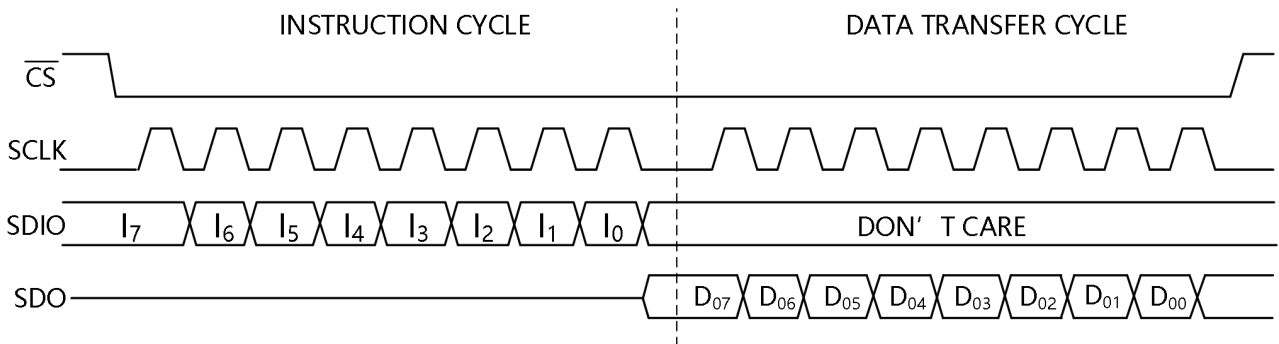 INSTRUCTION CYCLE DATA TRANSFER CYCLE
CS
SCLK
SDIO I7 I6 I5 I4 I3 I2 I1 I0 DON' T CARE
SDO D07 D06 D05 D04 D03 D02 D01 D00